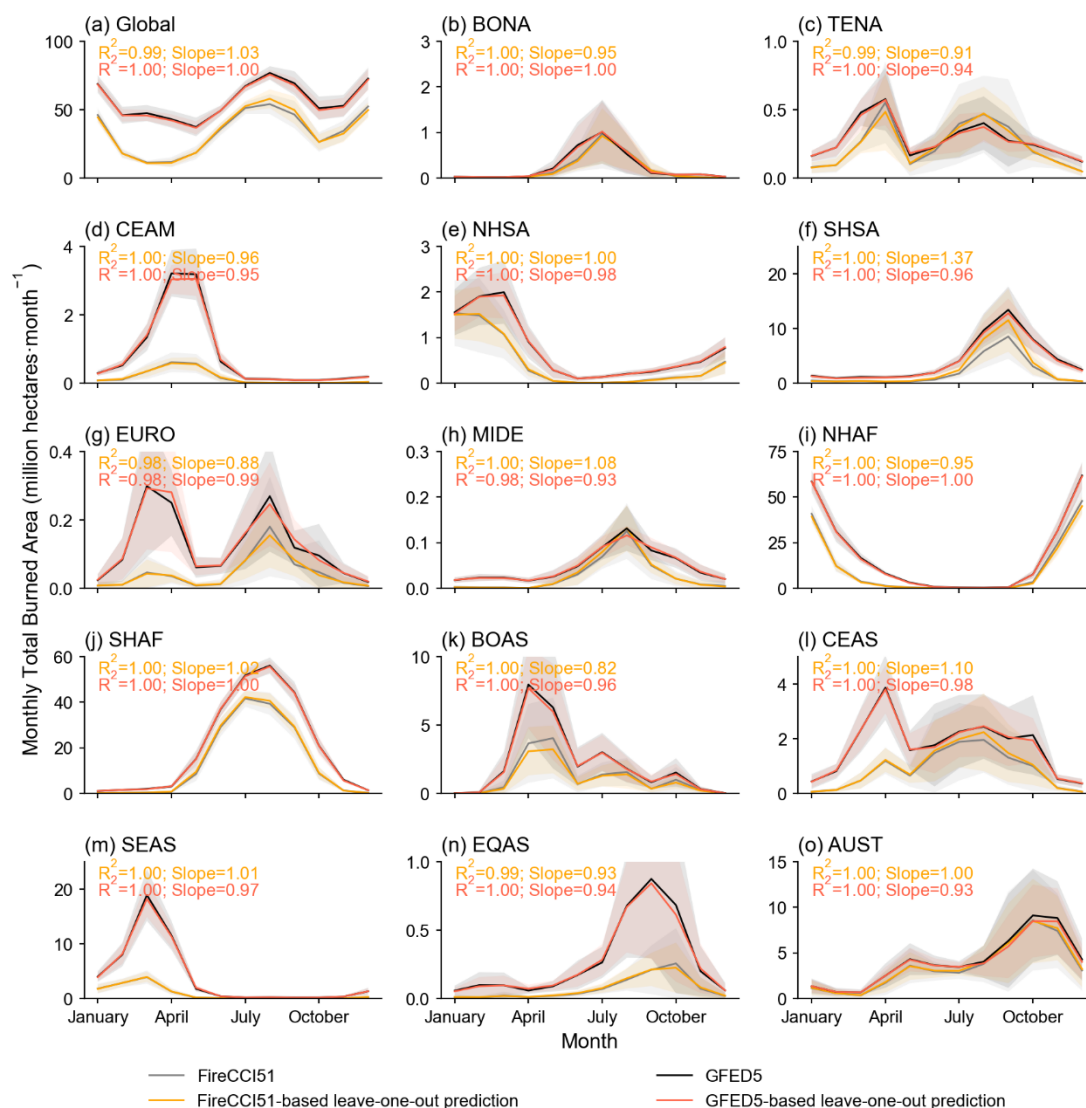 (a) Global
R²=0.99; Slope=1.03
R²=1.00; Slope=1.00
100
50
0
(b) BONA
R²=1.00; Slope=0.95
R²=1.00; Slope=1.00
3
2
1
0
(c) TENA
R²=0.99; Slope=0.91
R²=1.00; Slope=0.94
1.0
0.5
0.0
(d) CEAM
R²=1.00; Slope=0.96
R²=1.00; Slope=0.95
4
2
0
(e) NHSA
R²=1.00; Slope=1.00
R²=1.00; Slope=0.98
3
2
1
0
(f) SHSA
R²=1.00; Slope=1.37
R²=1.00; Slope=0.96
20
10
0
Monthly Total Burned Area (million hectares·month⁻¹)
(g) EURO
R²=0.98; Slope=0.88
R²=0.98; Slope=0.99
0.4
0.2
0.0
(h) MIDE
R²=1.00; Slope=1.08
R²=0.98; Slope=0.93
0.3
0.2
0.1
0.0
(i) NHAF
R²=1.00; Slope=0.95
R²=1.00; Slope=1.00
75
50
25
0
(j) SHAF
R²=1.00; Slope=1.02
R²=1.00; Slope=1.00
60
40
20
0
(k) BOAS
R²=1.00; Slope=0.82
R²=1.00; Slope=0.96
10
5
0
(l) CEAS
R²=1.00; Slope=1.10
R²=1.00; Slope=0.98
5.0
2.5
0.0
(m) SEAS
R²=1.00; Slope=1.01
R²=1.00; Slope=0.97
20
10
0
January April July October
(n) EQAS
R²=0.99; Slope=0.93
R²=1.00; Slope=0.94
1.0
0.5
0.0
January April July October
(o) AUST
R²=1.00; Slope=1.00
R²=1.00; Slope=0.93
15
10
5
0
January April July October
Month
FireCCI51
GFED5
FireCCI51-based leave-one-out prediction
GFED5-based leave-one-out prediction